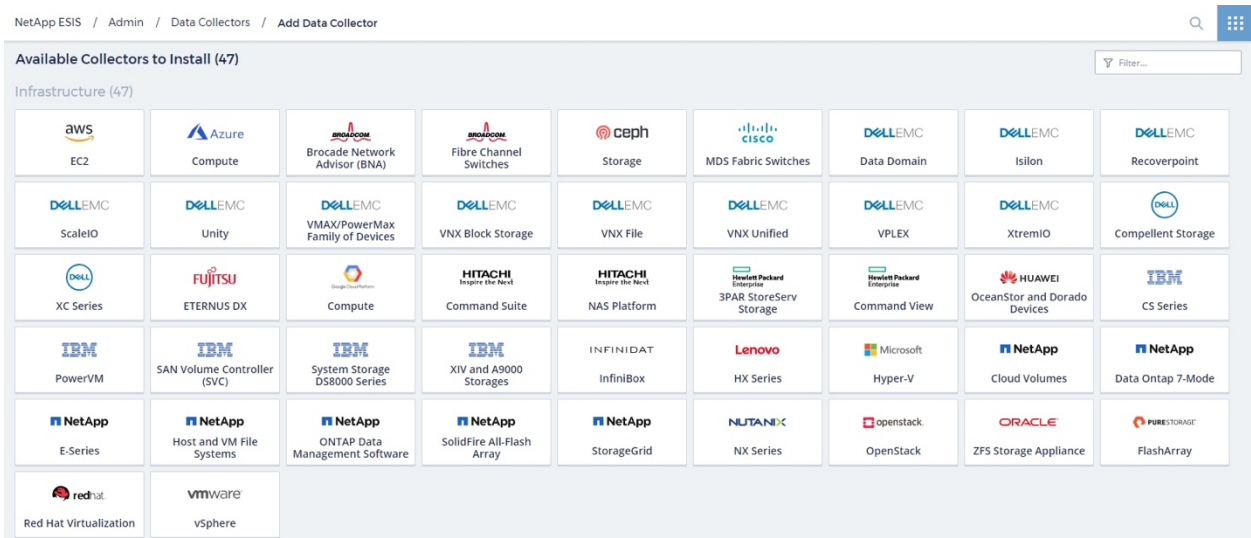 NetApp ESIS / Admin / Data Collectors / Add Data Collector
Available Collectors to Install (47)
Filter...
Infrastructure (47)
aws
EC2
Azure
Compute
BROADCOM
Brocade Network
Advisor (BNA)
BROADCOM
Fibre Channel
Switches
ceph
Storage
CISCO
MDS Fabric Switches
DELLEMC
Data Domain
DELLEMC
Isilon
DELLEMC
Recoverpoint
DELLEMC
ScaleIO
DELLEMC
Unity
DELLEMC
VMAX/PowerMax
Family of Devices
DELLEMC
VNX Block Storage
DELLEMC
VNX File
DELLEMC
VNX Unified
DELLEMC
VPLEX
DELLEMC
XtremIO
DELL
Compellent Storage
DELL
XC Series
FUJITSU
ETERNUS DX
Google Cloud Platform
Compute
HITACHI
Inspire the Next
Command Suite
HITACHI
Inspire the Next
NAS Platform
Hewlett Packard
Enterprise
3PAR StoreServ
Storage
Hewlett Packard
Enterprise
Command View
HUAWEI
OceanStor and Dorado
Devices
IBM
CS Series
IBM
PowerVM
IBM
SAN Volume Controller
(SVC)
IBM
System Storage
DS8000 Series
IBM
XIV and A9000
Storages
INFINIDAT
InfiniBox
Lenovo
HX Series
Microsoft
Hyper-V
NetApp
Cloud Volumes
NetApp
Data Ontap 7-Mode
NetApp
E-Series
NetApp
Host and VM File
Systems
NetApp
ONTAP Data
Management Software
NetApp
SolidFire All-Flash
Array
NetApp
StorageGrid
NUTANIX
NX Series
openstack.
OpenStack
ORACLE
ZFS Storage Appliance
PURESTORAGE
FlashArray
redhat
Red Hat Virtualization
vmware
vSphere